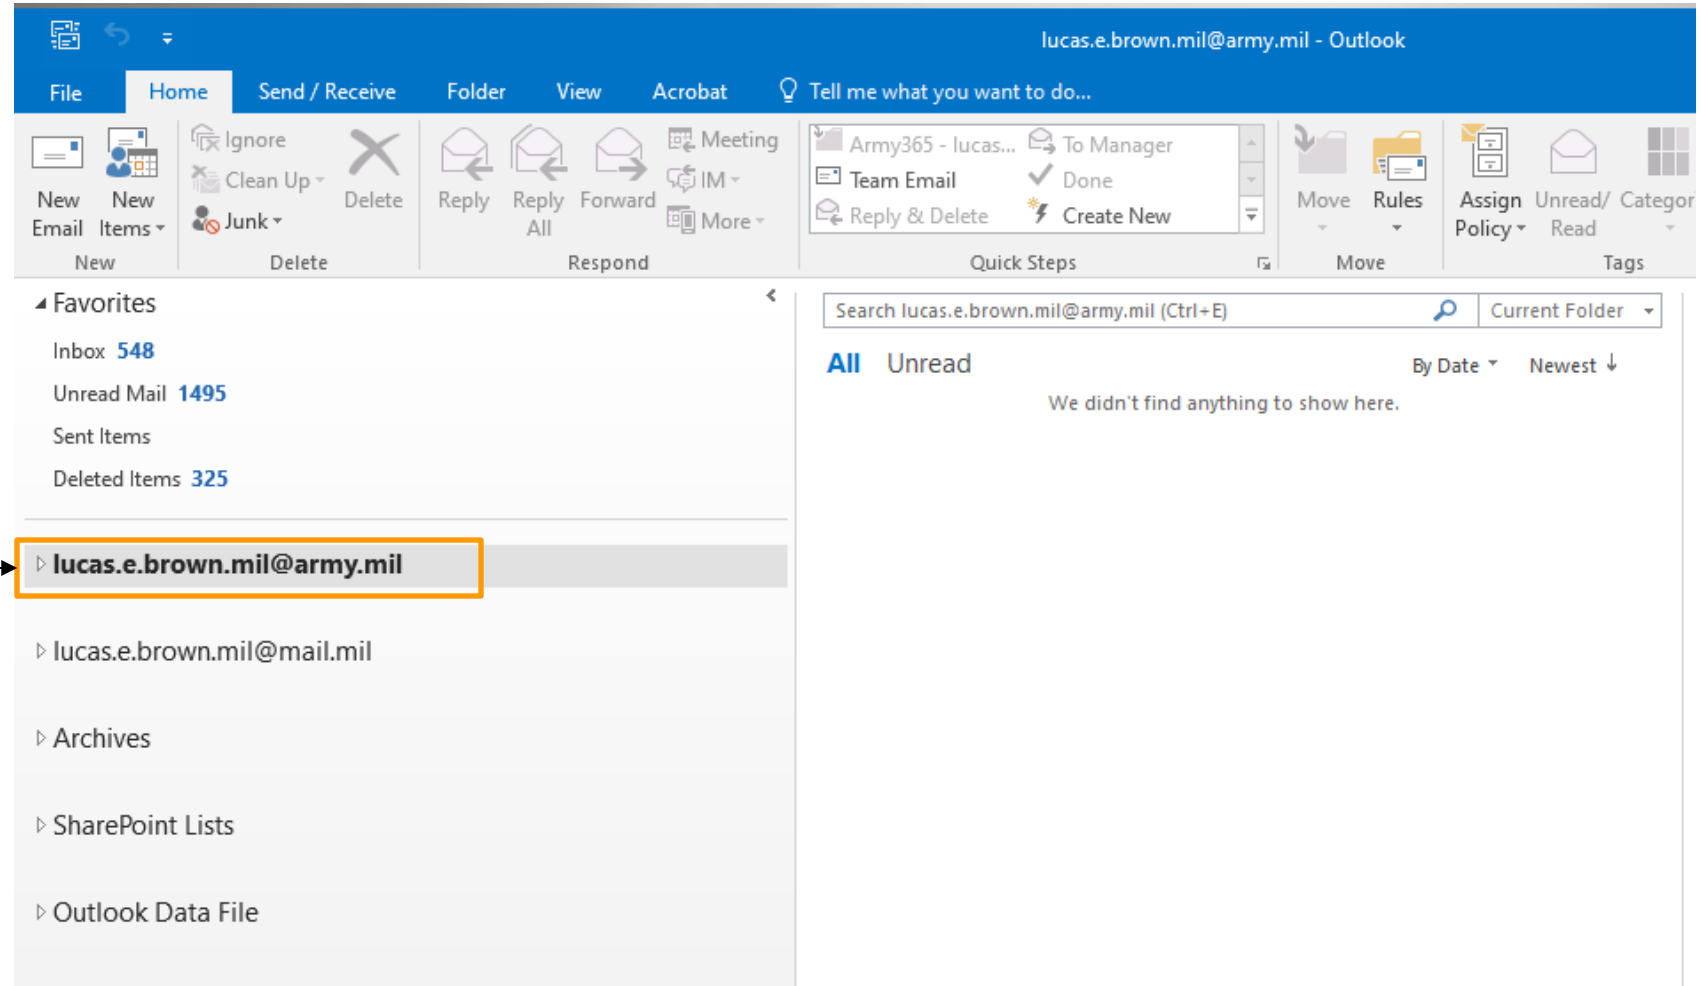 lucas.e.brown.mil@army.mil - Outlook
File Home Send / Receive Folder View Acrobat Tell me what you want to do...
New Email
New Items
New
Ignore
Clean Up
Junk
Delete
Delete
Reply
Reply All
Forward
Meeting
IM
More
Respond
Army365 - lucas...
Team Email
Reply & Delete
To Manager
Done
Create New
Quick Steps
Move
Rules
Move
Assign Policy
Unread/ Read
Categor
Tags
Favorites
Inbox 548
Unread Mail 1495
Sent Items
Deleted Items 325
lucas.e.brown.mil@army.mil
lucas.e.brown.mil@mail.mil
Archives
SharePoint Lists
Outlook Data File
Search lucas.e.brown.mil@army.mil (Ctrl+E) Current Folder
All Unread By Date Newest
We didn't find anything to show here.